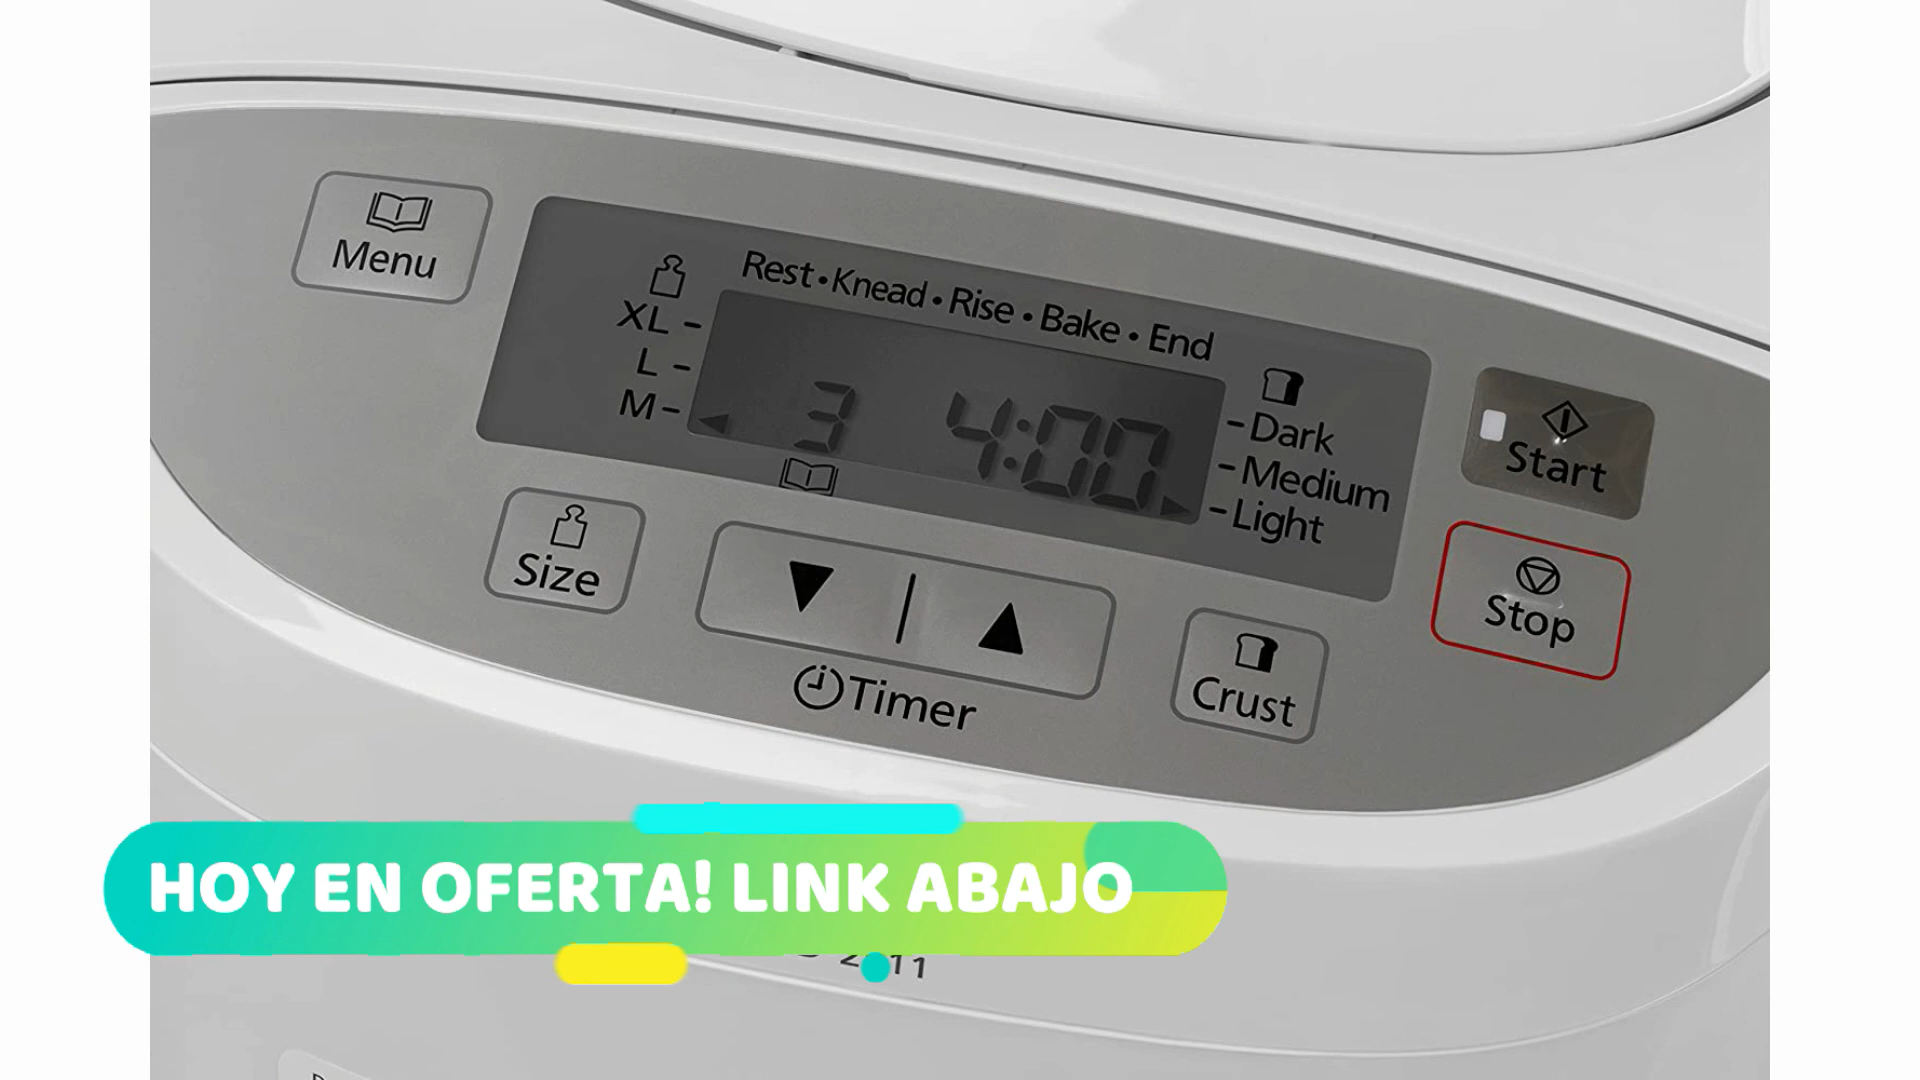 Menu
Rest • Knead • Rise • Bake • End
XL -
L -
M -
3 4:00
- Dark
- Medium
- Light
Start
Stop
Size
Timer
Crust
HOY EN OFERTA! LINK ABAJO